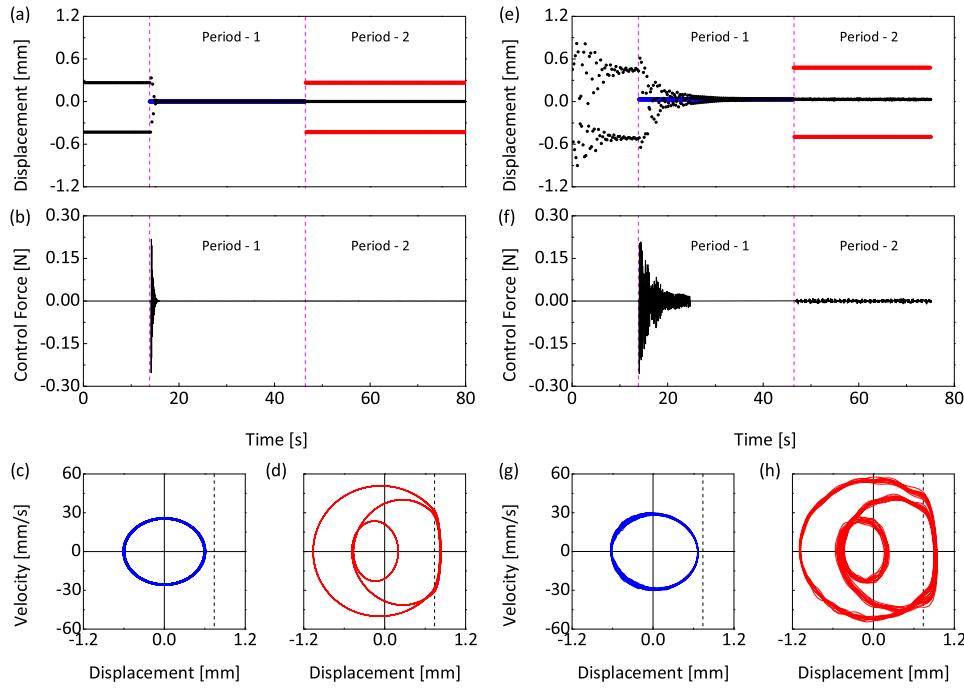 (a)
1.2
0.6
0.0
-0.6
-1.2
Displacement [mm]
Period - 1
Period - 2
(b)
0.30
0.15
0.00
-0.15
-0.30
Control Force [N]
Period - 1
Period - 2
0
20
40
60
80
Time [s]
(c)
60
30
0
-30
-60
Velocity [mm/s]
-1.2
0.0
1.2
Displacement [mm]
(d)
-1.2
0.0
1.2
Displacement [mm]
(e)
1.2
0.6
0.0
-0.6
-1.2
Displacement [mm]
Period - 1
Period - 2
(f)
0.30
0.15
0.00
-0.15
-0.30
Control Force [N]
Period - 1
Period - 2
0
20
40
60
80
Time [s]
(g)
60
30
0
-30
-60
Velocity [mm/s]
-1.2
0.0
1.2
Displacement [mm]
(h)
-1.2
0.0
1.2
Displacement [mm]